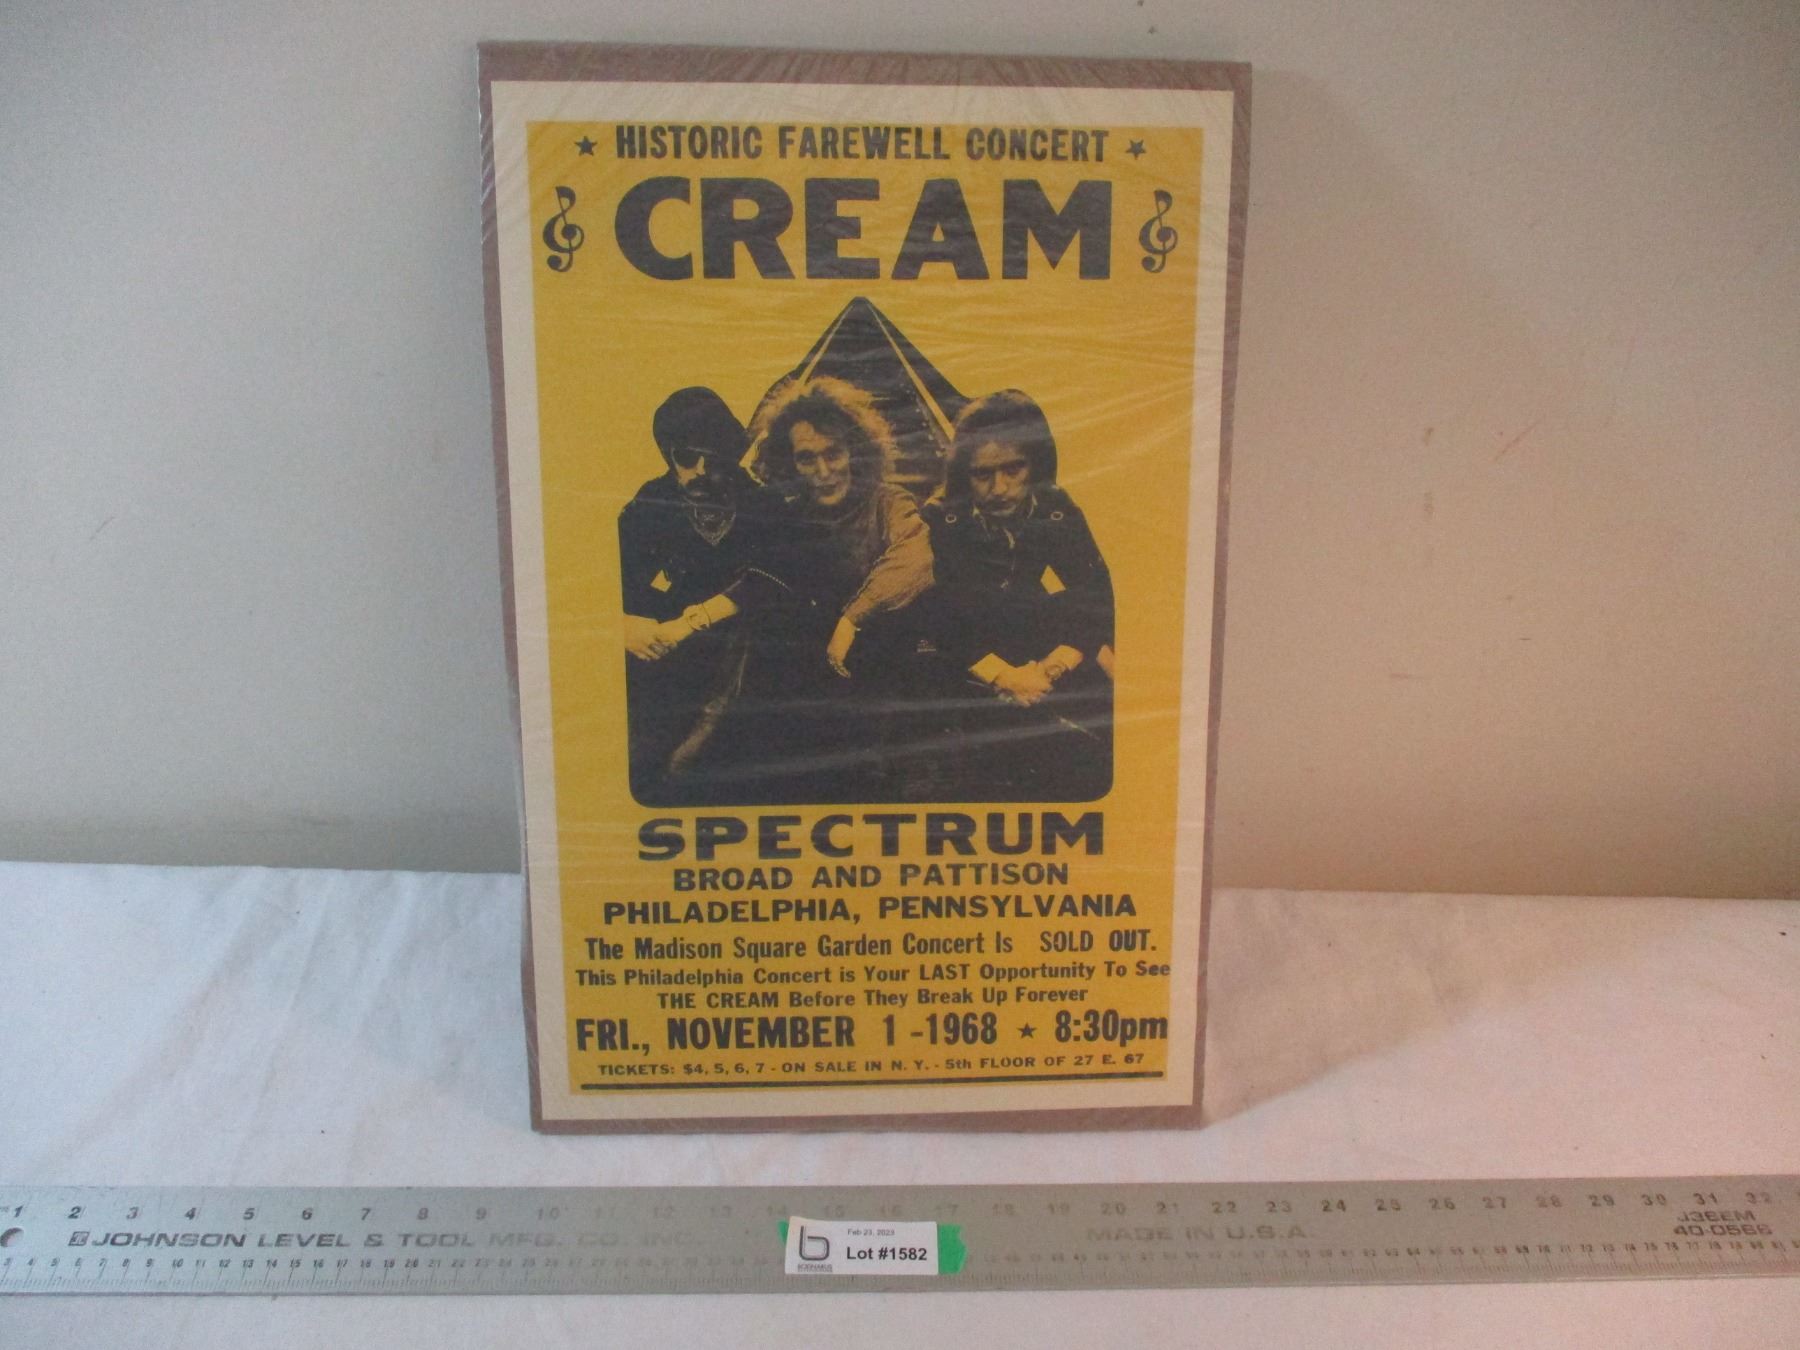 ★ HISTORIC FAREWELL CONCERT ★
CREAM
SPECTRUM
BROAD AND PATTISON
PHILADELPHIA, PENNSYLVANIA
The Madison Square Garden Concert Is SOLD OUT.
This Philadelphia Concert is Your LAST Opportunity To See
THE CREAM Before They Break Up Forever
FRI., NOVEMBER 1 -1968 ★ 8:30pm
TICKETS: $4, 5, 6, 7 - ON SALE IN N. Y. - 5th FLOOR OF 27 E. 67
1 2 3 4 5 6 7 8 9 10 11 12 13 14 15 16 17 18 19 20 21 22 23 24 25 26 27 28 29 30 31 32
JOHNSON LEVEL & TOOL MFG. CO. INC. MADE IN U.S.A. J36EM
40-0566
Feb 23, 2023
Lot #1582